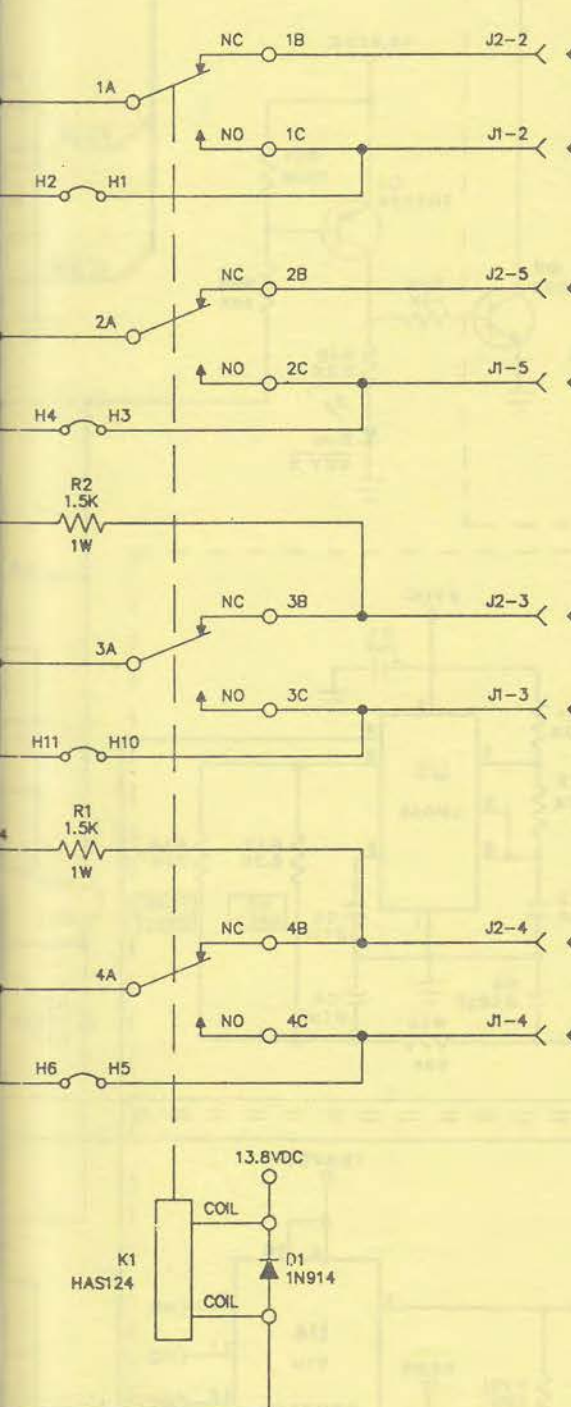 NC 1B J2-2
1A
NO 1C J1-2
H2 H1
NC 2B J2-5
2A
NO 2C J1-5
H4 H3
R2
1.5K
1W
NC 3B J2-3
3A
NO 3C J1-3
H11 H10
R1
1.5K
4
1W
NC 4B J2-4
4A
NO 4C J1-4
H6 H5
13.8VDC
COIL
K1 D1
HAS124 1N914
COIL